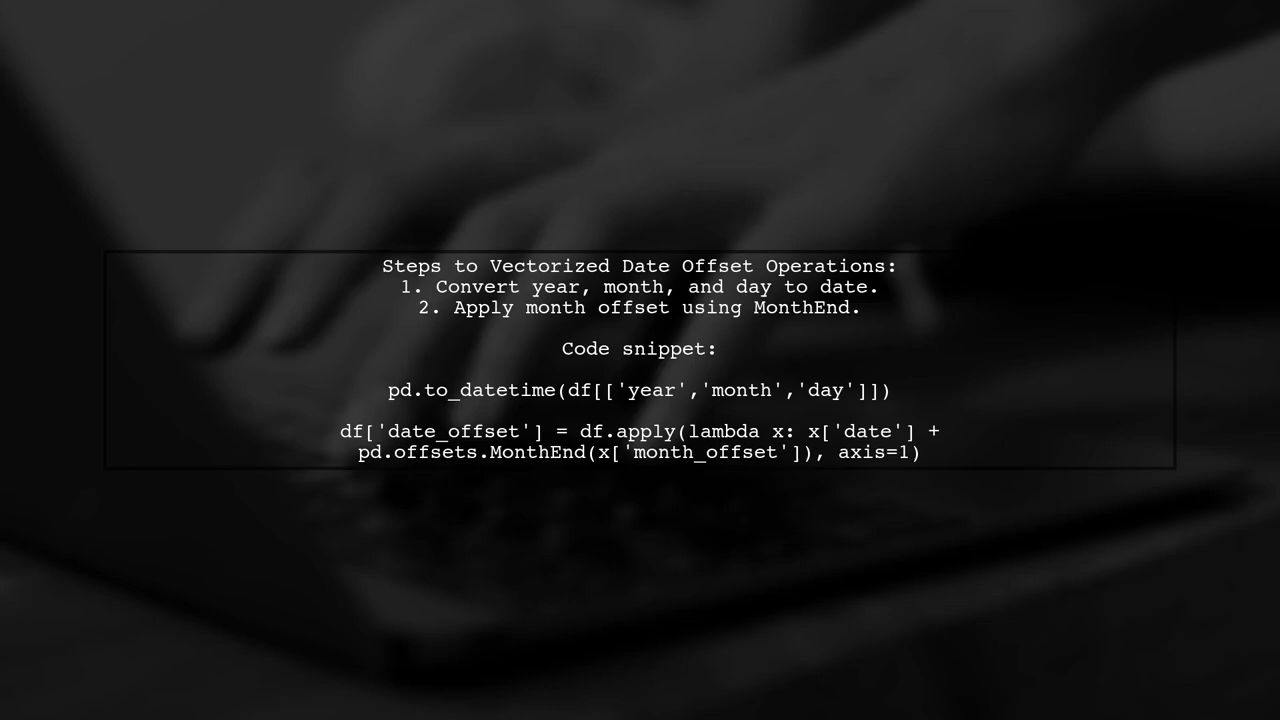 Steps to Vectorized Date Offset Operations:
1. Convert year, month, and day to date.
2. Apply month offset using MonthEnd.
Code snippet:
pd.to_datetime(df[['year','month','day']])
df['date_offset'] = df.apply(lambda x: x['date'] +
pd.offsets.MonthEnd(x['month_offset']), axis=1)